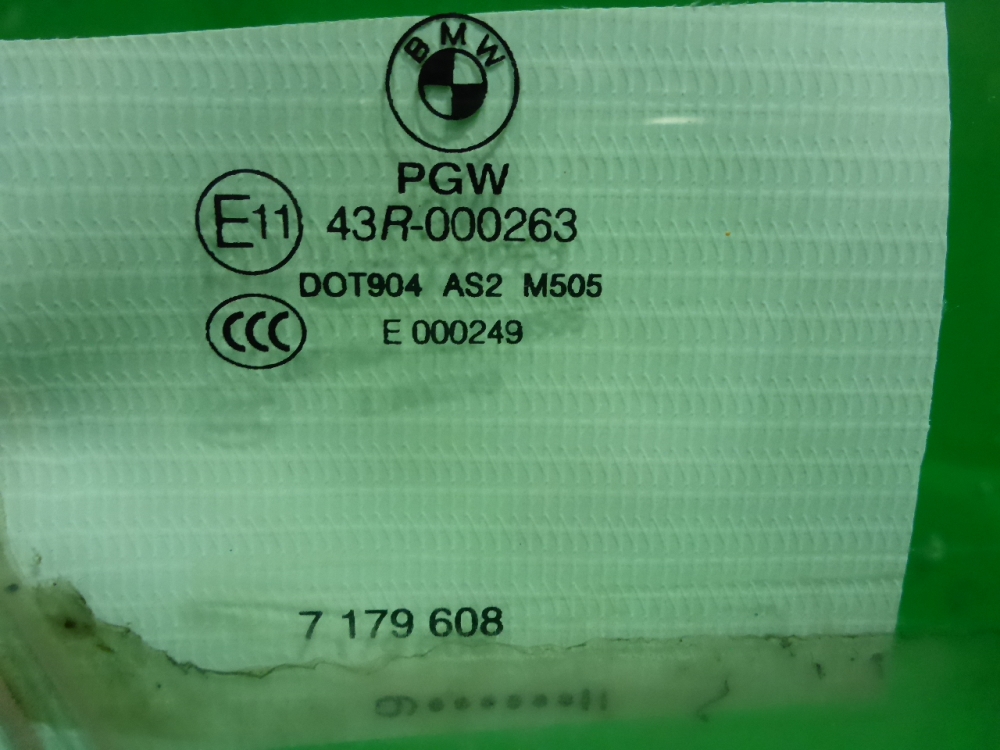 BMW
PGW
E11 43R-000263
DOT904 AS2 M505
CCC E 000249
7 179 608